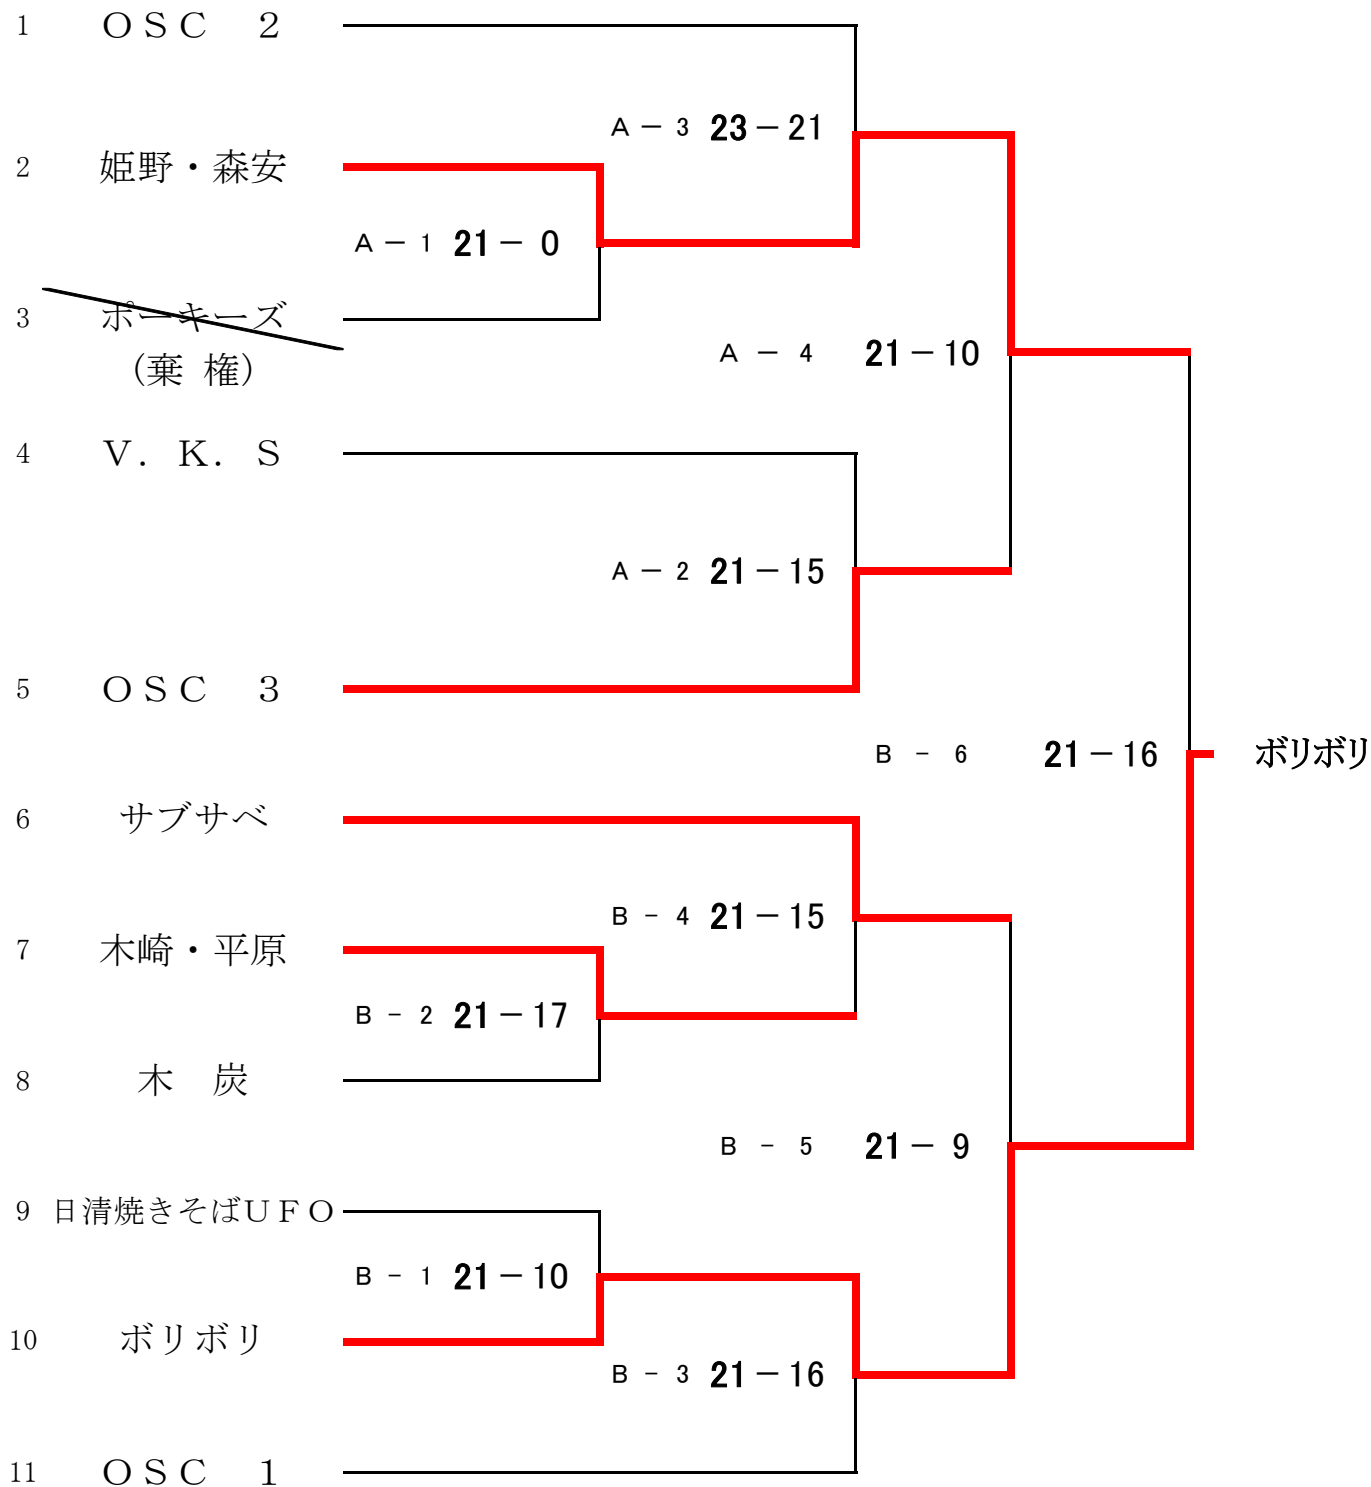 1 ＯＳＣ　２
A － 3 23－21
2 姫野・森安
A － 1 21－ 0
3 ポーキーズ
（棄 権）
A － 4 21－10
4 Ｖ．Ｋ．Ｓ
A － 2 21－15
5 ＯＳＣ　３
B － 6 21－16 ボリボリ
6 サブサベ
B － 4 21－15
7 木崎・平原
B － 2 21－17
8 木　炭
B － 5 21－ 9
9 日清焼きそばＵＦＯ
B － 1 21－10
10 ボリボリ
B － 3 21－16
11 ＯＳＣ　１